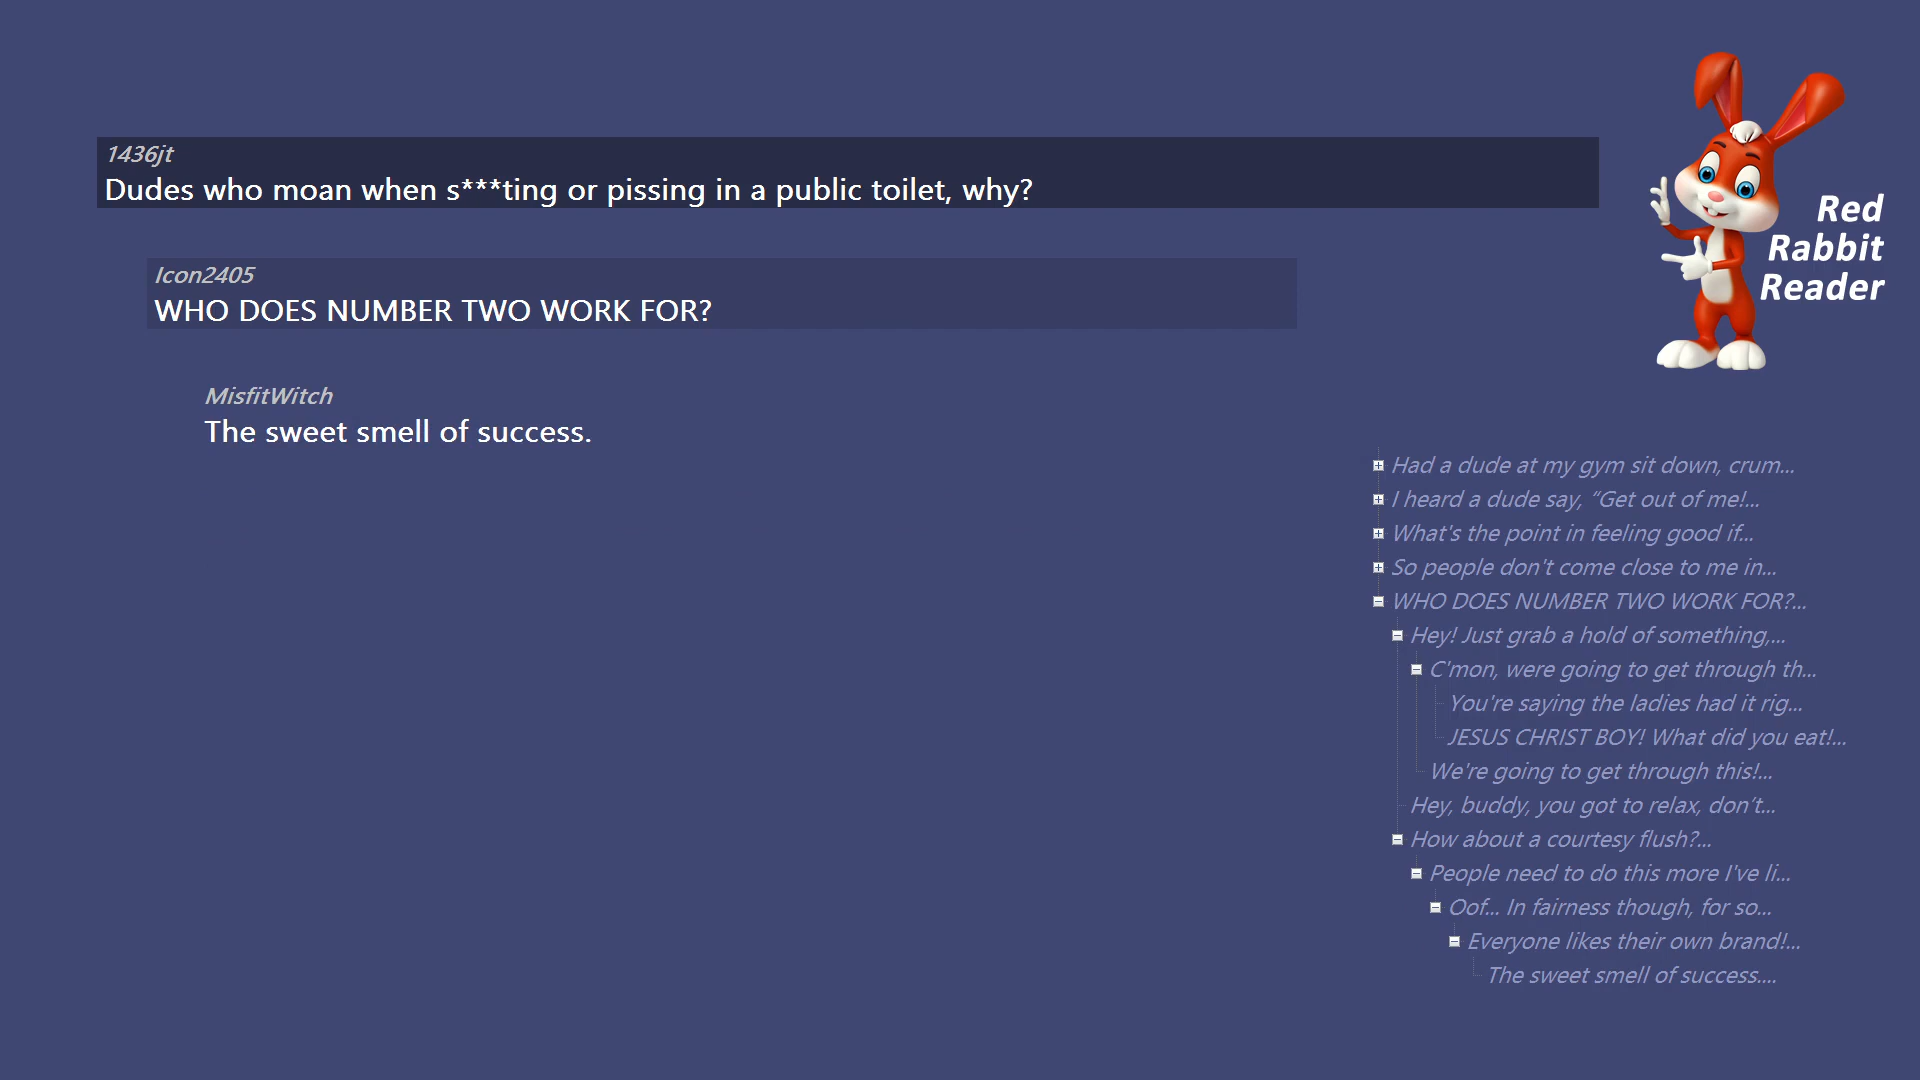 1436jt
Dudes who moan when s***ting or pissing in a public toilet, why?
Icon2405
WHO DOES NUMBER TWO WORK FOR?
MisfitWitch
The sweet smell of success.
Red
Rabbit
Reader
Had a dude at my gym sit down, crum...
I heard a dude say, “Get out of me!...
What's the point in feeling good if...
So people don't come close to me in...
WHO DOES NUMBER TWO WORK FOR?...
Hey! Just grab a hold of something,...
C'mon, were going to get through th...
You're saying the ladies had it rig...
JESUS CHRIST BOY! What did you eat!...
We're going to get through this!...
Hey, buddy, you got to relax, don’t...
How about a courtesy flush?...
People need to do this more I've li...
Oof... In fairness though, for so...
Everyone likes their own brand!...
The sweet smell of success....